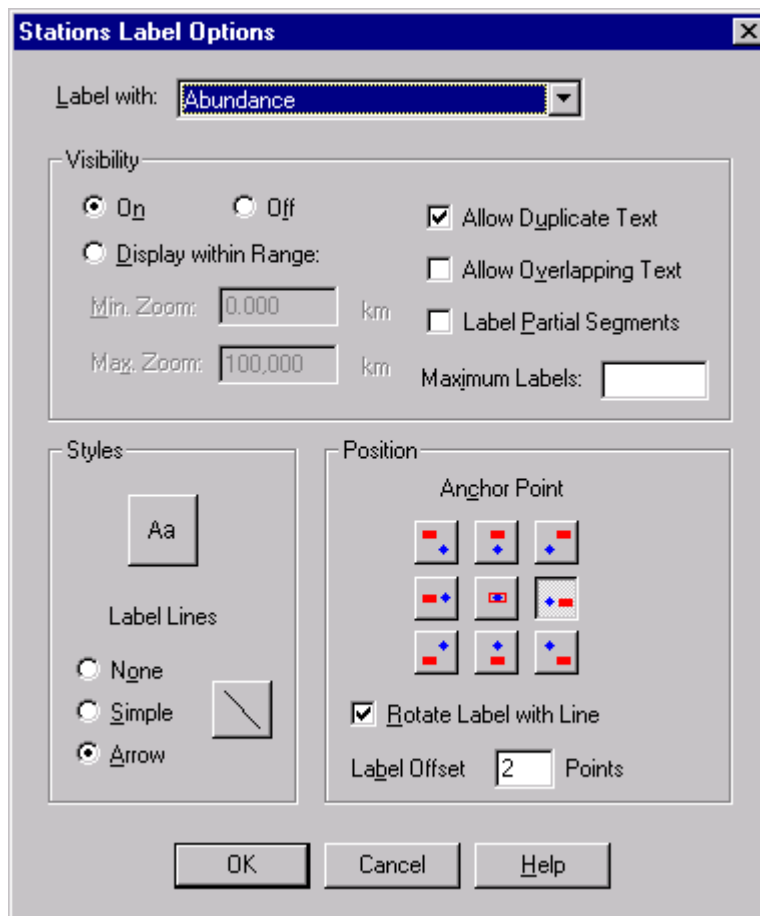 Stations Label Options
Label with: Abundance
Visibility
On Off
Display within Range:
Min. Zoom: 0.000 km
Max. Zoom: 100,000 km
Allow Duplicate Text
Allow Overlapping Text
Label Partial Segments
Maximum Labels:
Styles
Aa
Label Lines
None
Simple
Arrow
Position
Anchor Point
Rotate Label with Line
Label Offset 2 Points
OK Cancel Help